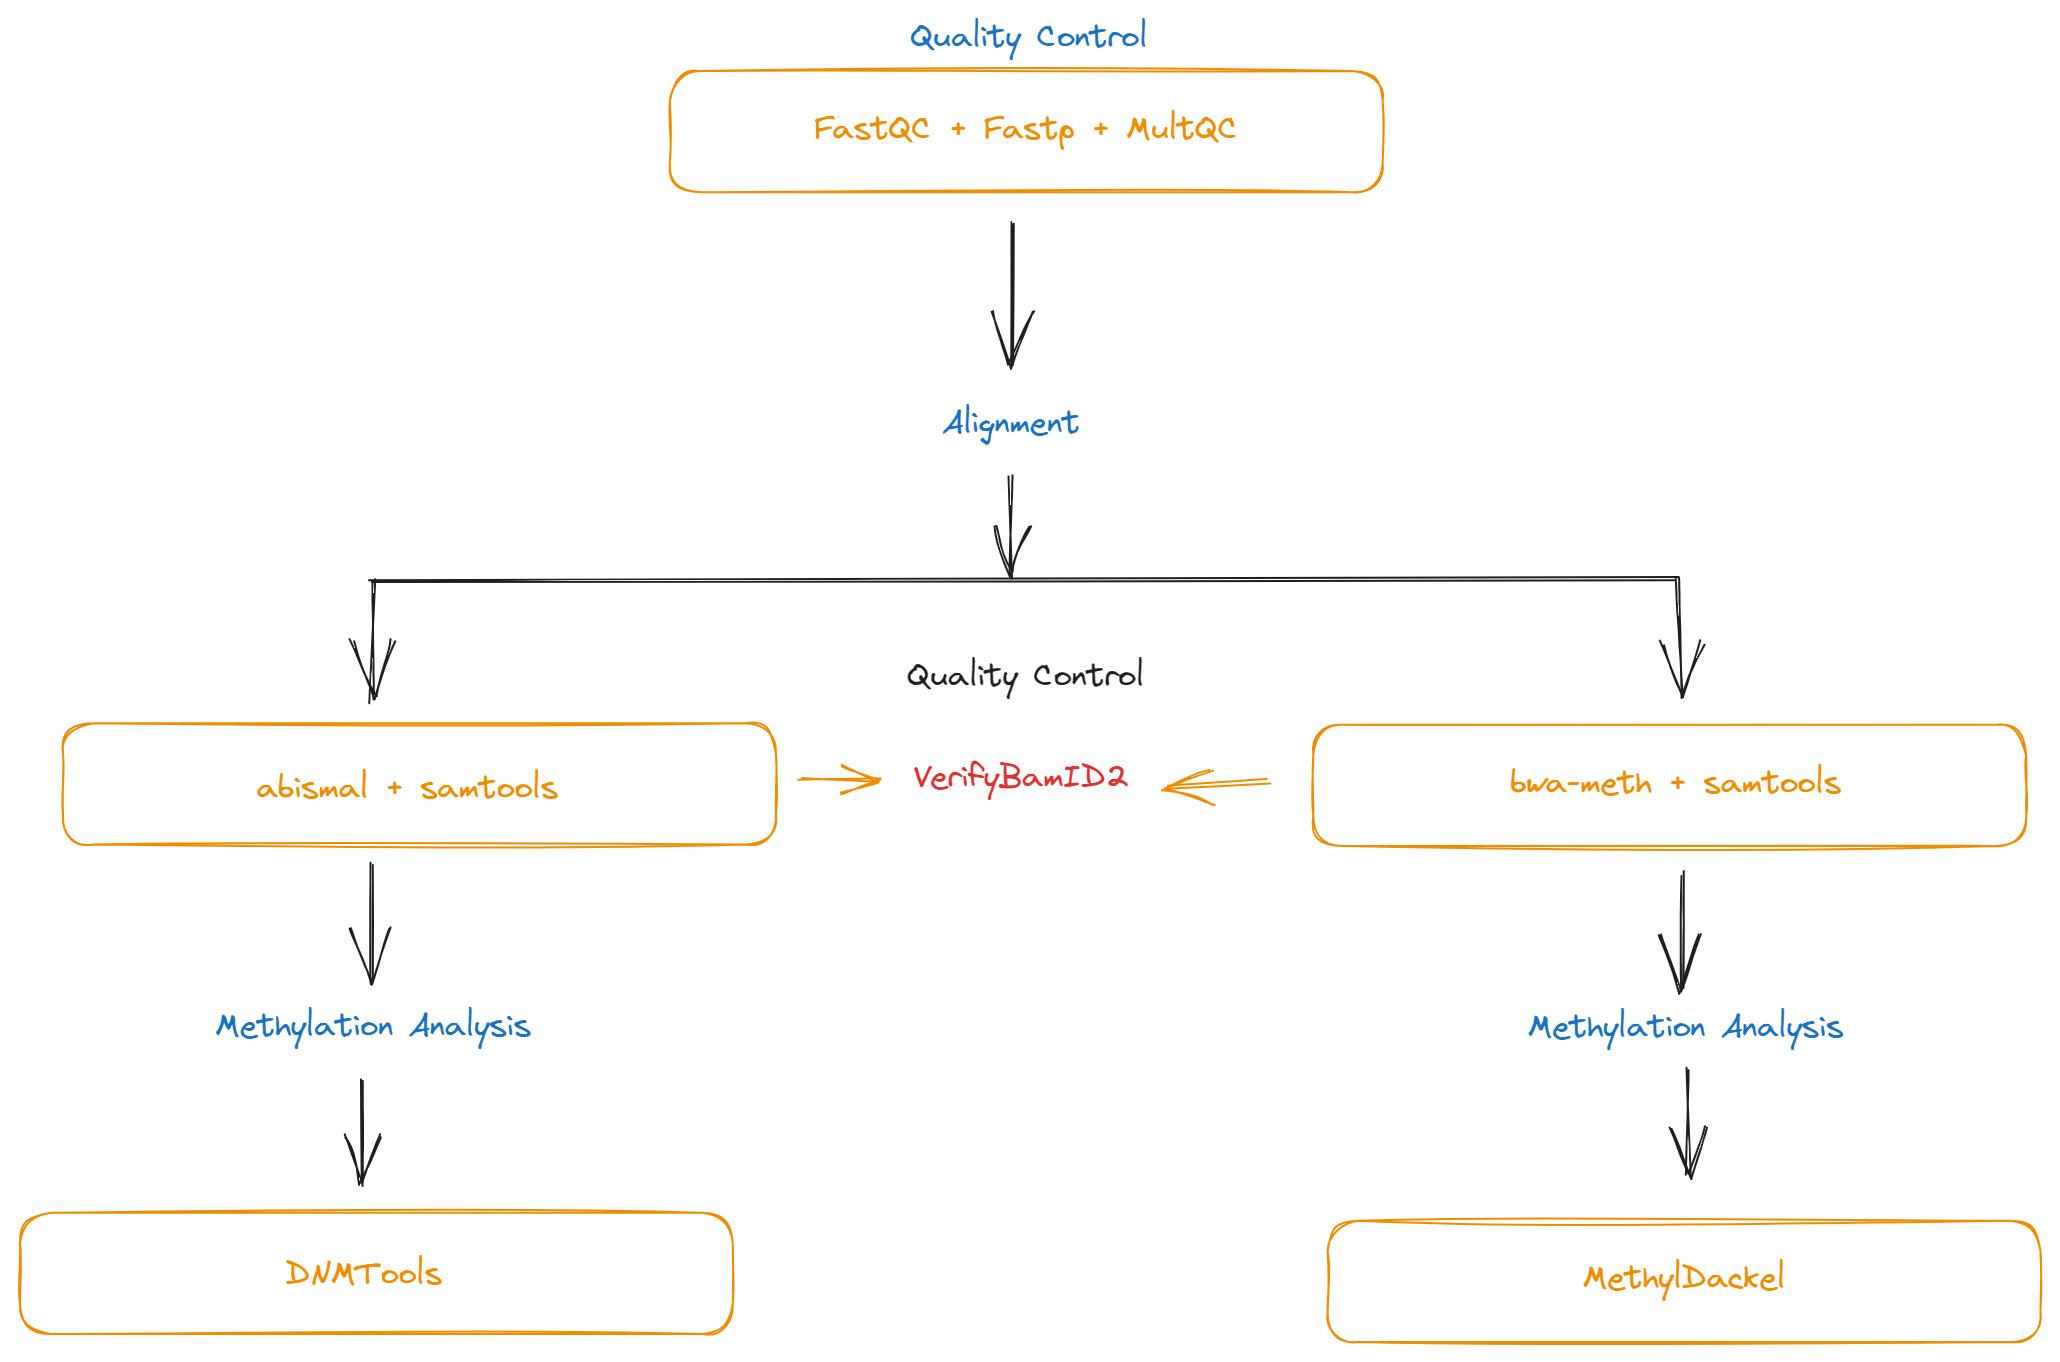 Quality Control
FastQC + Fastp + MultQC
Alignment
Quality Control
abismal + samtools
VerifyBamID2
bwa-meth + samtools
Methylation Analysis
Methylation Analysis
DNMTools
MethylDackel